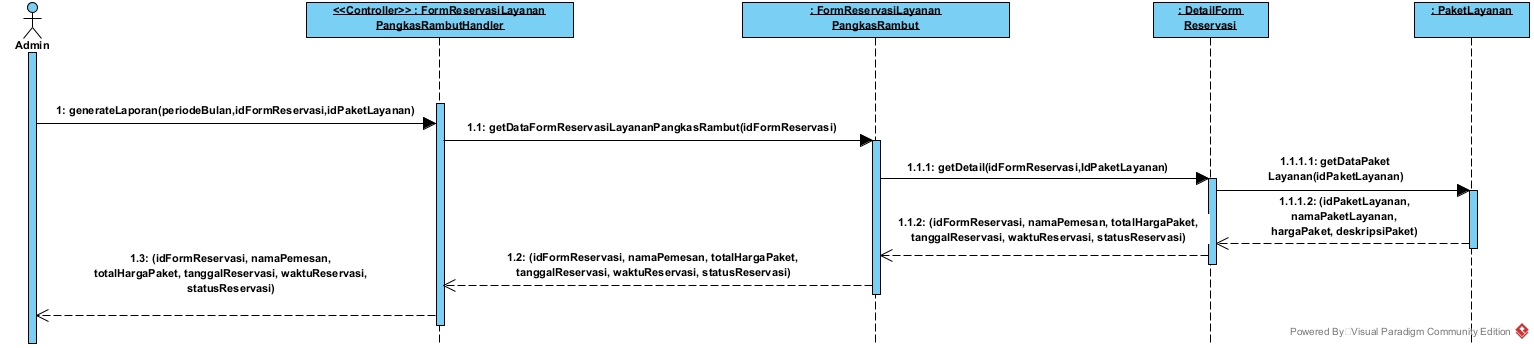 <<Controller>> : FormReservasiLayanan
PangkasRambutHandler
: FormReservasiLayanan
PangkasRambut
: DetailForm
Reservasi
: PaketLayanan
Admin
1: generateLaporan(periodeBulan,idFormReservasi,idPaketLayanan)
1.1: getDataFormReservasiLayananPangkasRambut(idFormReservasi)
1.1.1: getDetail(idFormReservasi,IdPaketLayanan)
1.1.1.1: getDataPaket
Layanan(idPaketLayanan)
1.1.1.2: (idPaketLayanan,
namaPaketLayanan,
hargaPaket, deskripsiPaket)
1.1.2: (idFormReservasi, namaPemesan, totalHargaPaket,
tanggalReservasi, waktuReservasi, statusReservasi)
1.2: (idFormReservasi, namaPemesan, totalHargaPaket,
tanggalReservasi, waktuReservasi, statusReservasi)
1.3: (idFormReservasi, namaPemesan,
totalHargaPaket, tanggalReservasi, waktuReservasi,
statusReservasi)
Powered By Visual Paradigm Community Edition